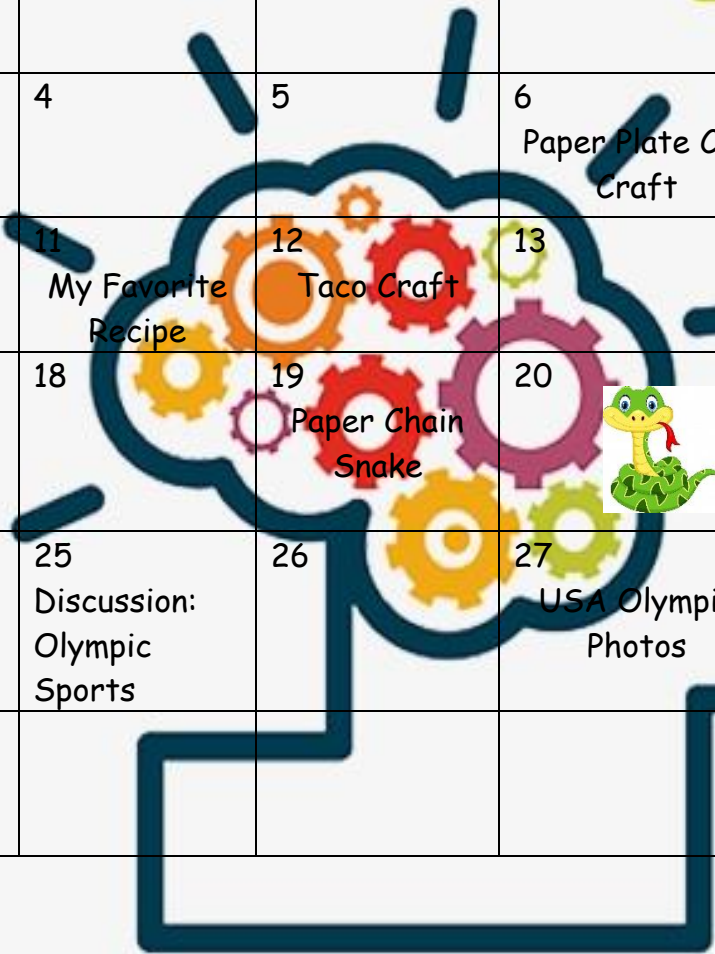 4
5
6
Paper Plate
Craft
11
My Favorite
Recipe
12
Taco Craft
13
18
19
Paper Chain
Snake
20
25
Discussion:
Olympic
Sports
26
27
USA
Photos